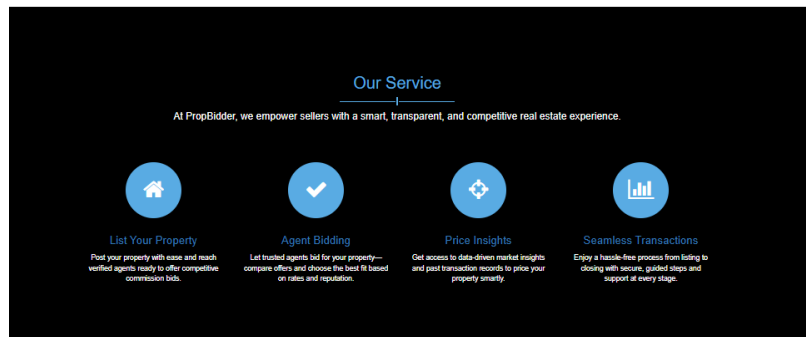 Our Service
At PropBidder, we empower sellers with a smart, transparent, and competitive real estate experience.
List Your Property
Post your property with ease and reach
verified agents ready to offer competitive
commission bids.
Agent Bidding
Let trusted agents bid for your property—
compare offers and choose the best fit based
on rates and reputation.
Price Insights
Get access to data-driven market insights
and past transaction records to price your
property smartly.
Seamless Transactions
Enjoy a hassle-free process from listing to
closing with secure, guided steps and
support at every stage.